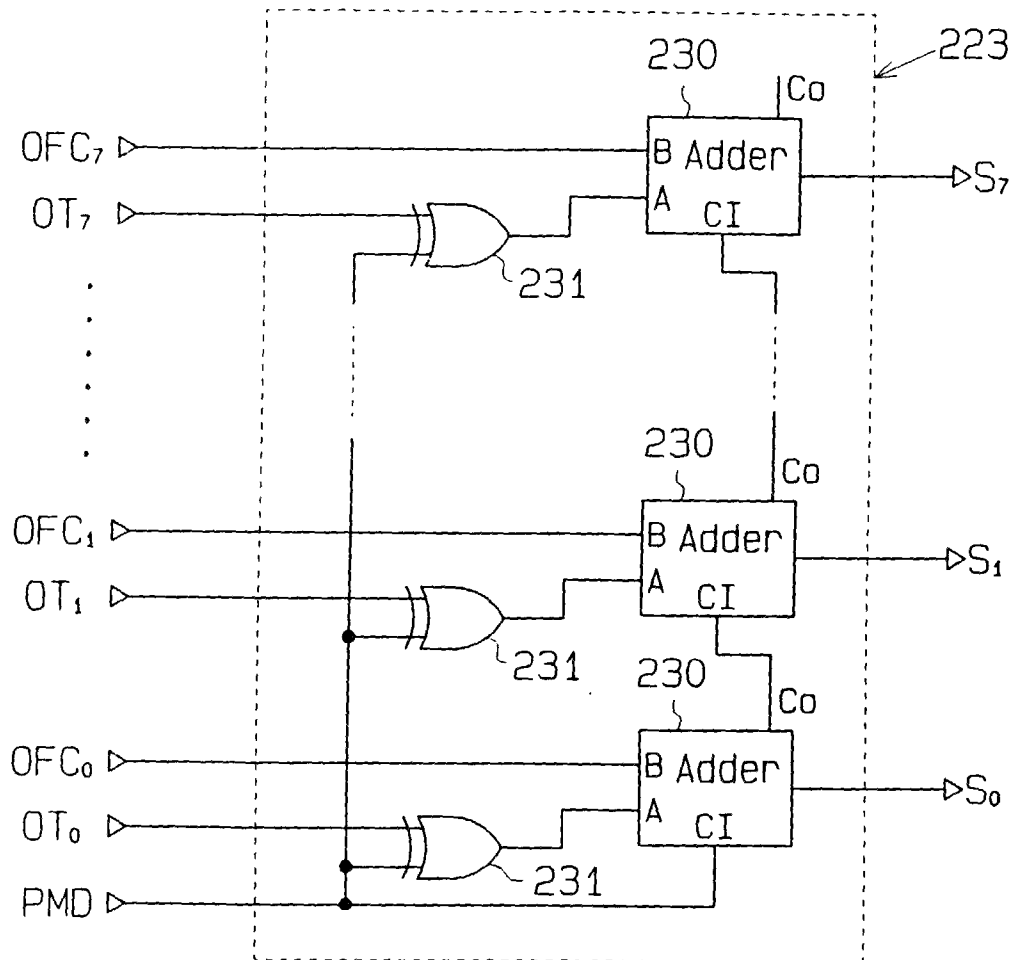 230
Co
223
OFC₇
B Adder
S₇
OT₇
A
CI
231
230
Co
OFC₁
B Adder
S₁
OT₁
A
CI
231
230
Co
OFC₀
B Adder
S₀
OT₀
A
CI
231
PMD